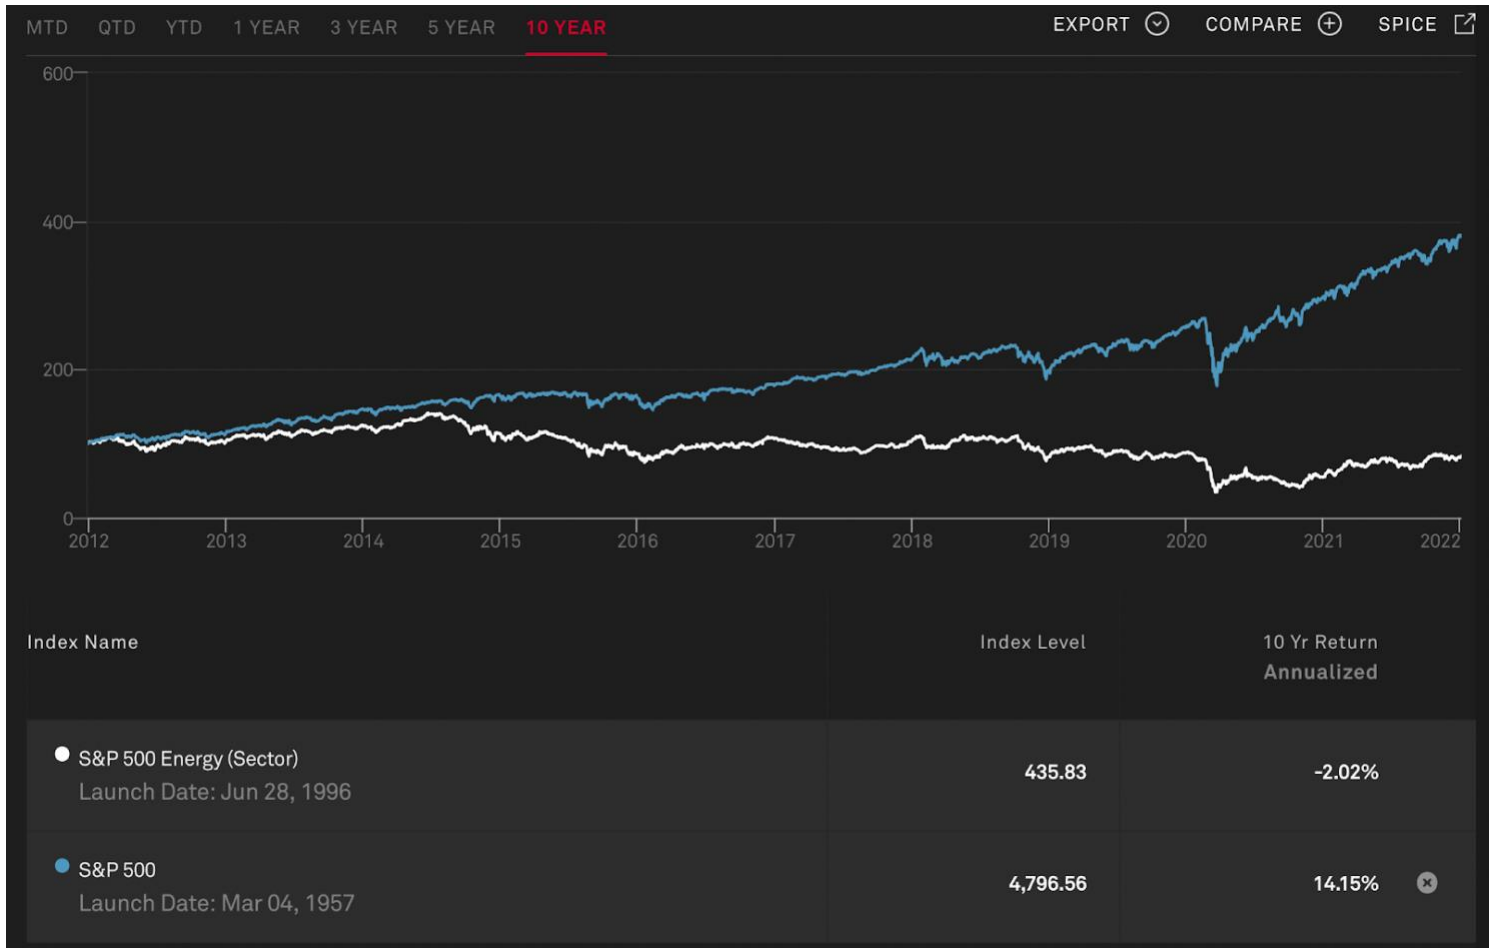 MTD QTD YTD 1 YEAR 3 YEAR 5 YEAR 10 YEAR EXPORT COMPARE SPICE
600
400
200
0
2012 2013 2014 2015 2016 2017 2018 2019 2020 2021 2022
Index Name Index Level 10 Yr Return
Annualized
S&P 500 Energy (Sector) 435.83 -2.02%
Launch Date: Jun 28, 1996
S&P 500 4,796.56 14.15%
Launch Date: Mar 04, 1957